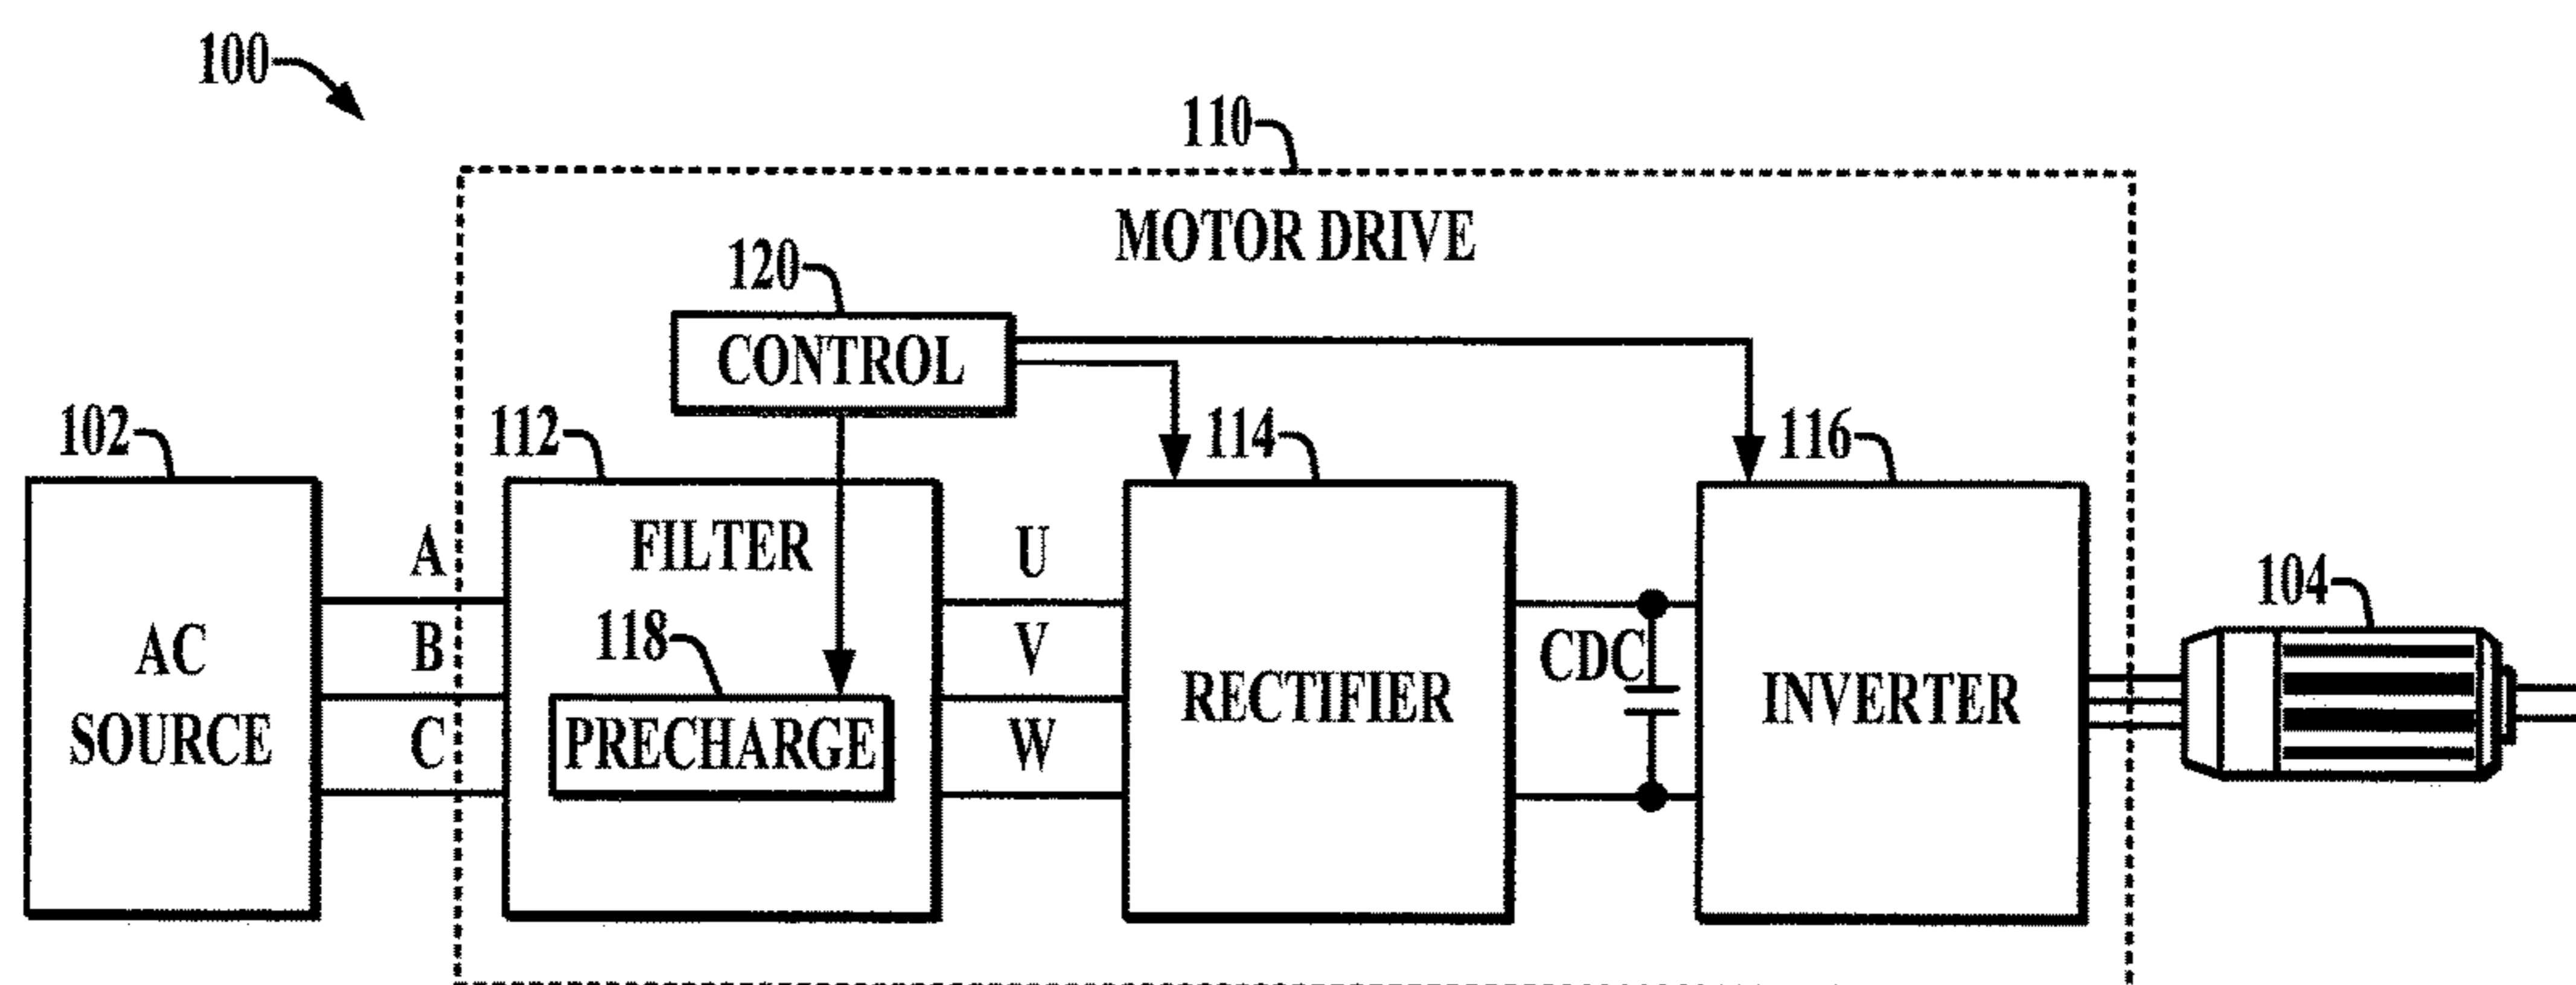 100
110
MOTOR DRIVE
120
CONTROL
102
112
114
116
AC
SOURCE
A
B
C
FILTER
118
PRECHARGE
U
V
W
RECTIFIER
CDC
INVERTER
104